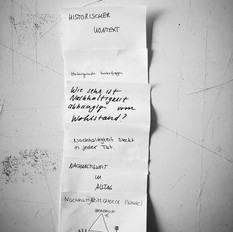 HISTORISCHER
KONTEXT
Wie sehr ist
Nachhaltigkeit
abhängig vom
Wohlstand?
Nachhaltigkeit steckt
in jeder Tat.
NACHHALTIGKEIT
IM
ALLTAG